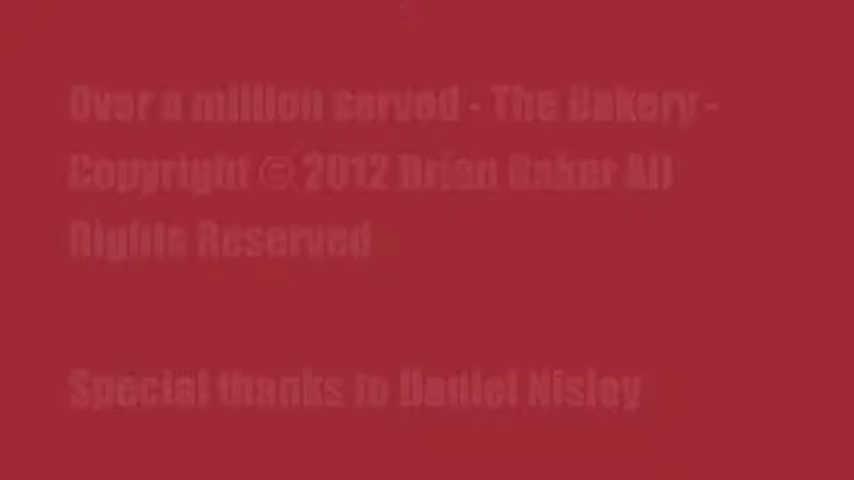 Over a million served - The Bakery -
Copyright © 2012 Brian Baker All
Rights Reserved
Special thanks to Daniel Nisley